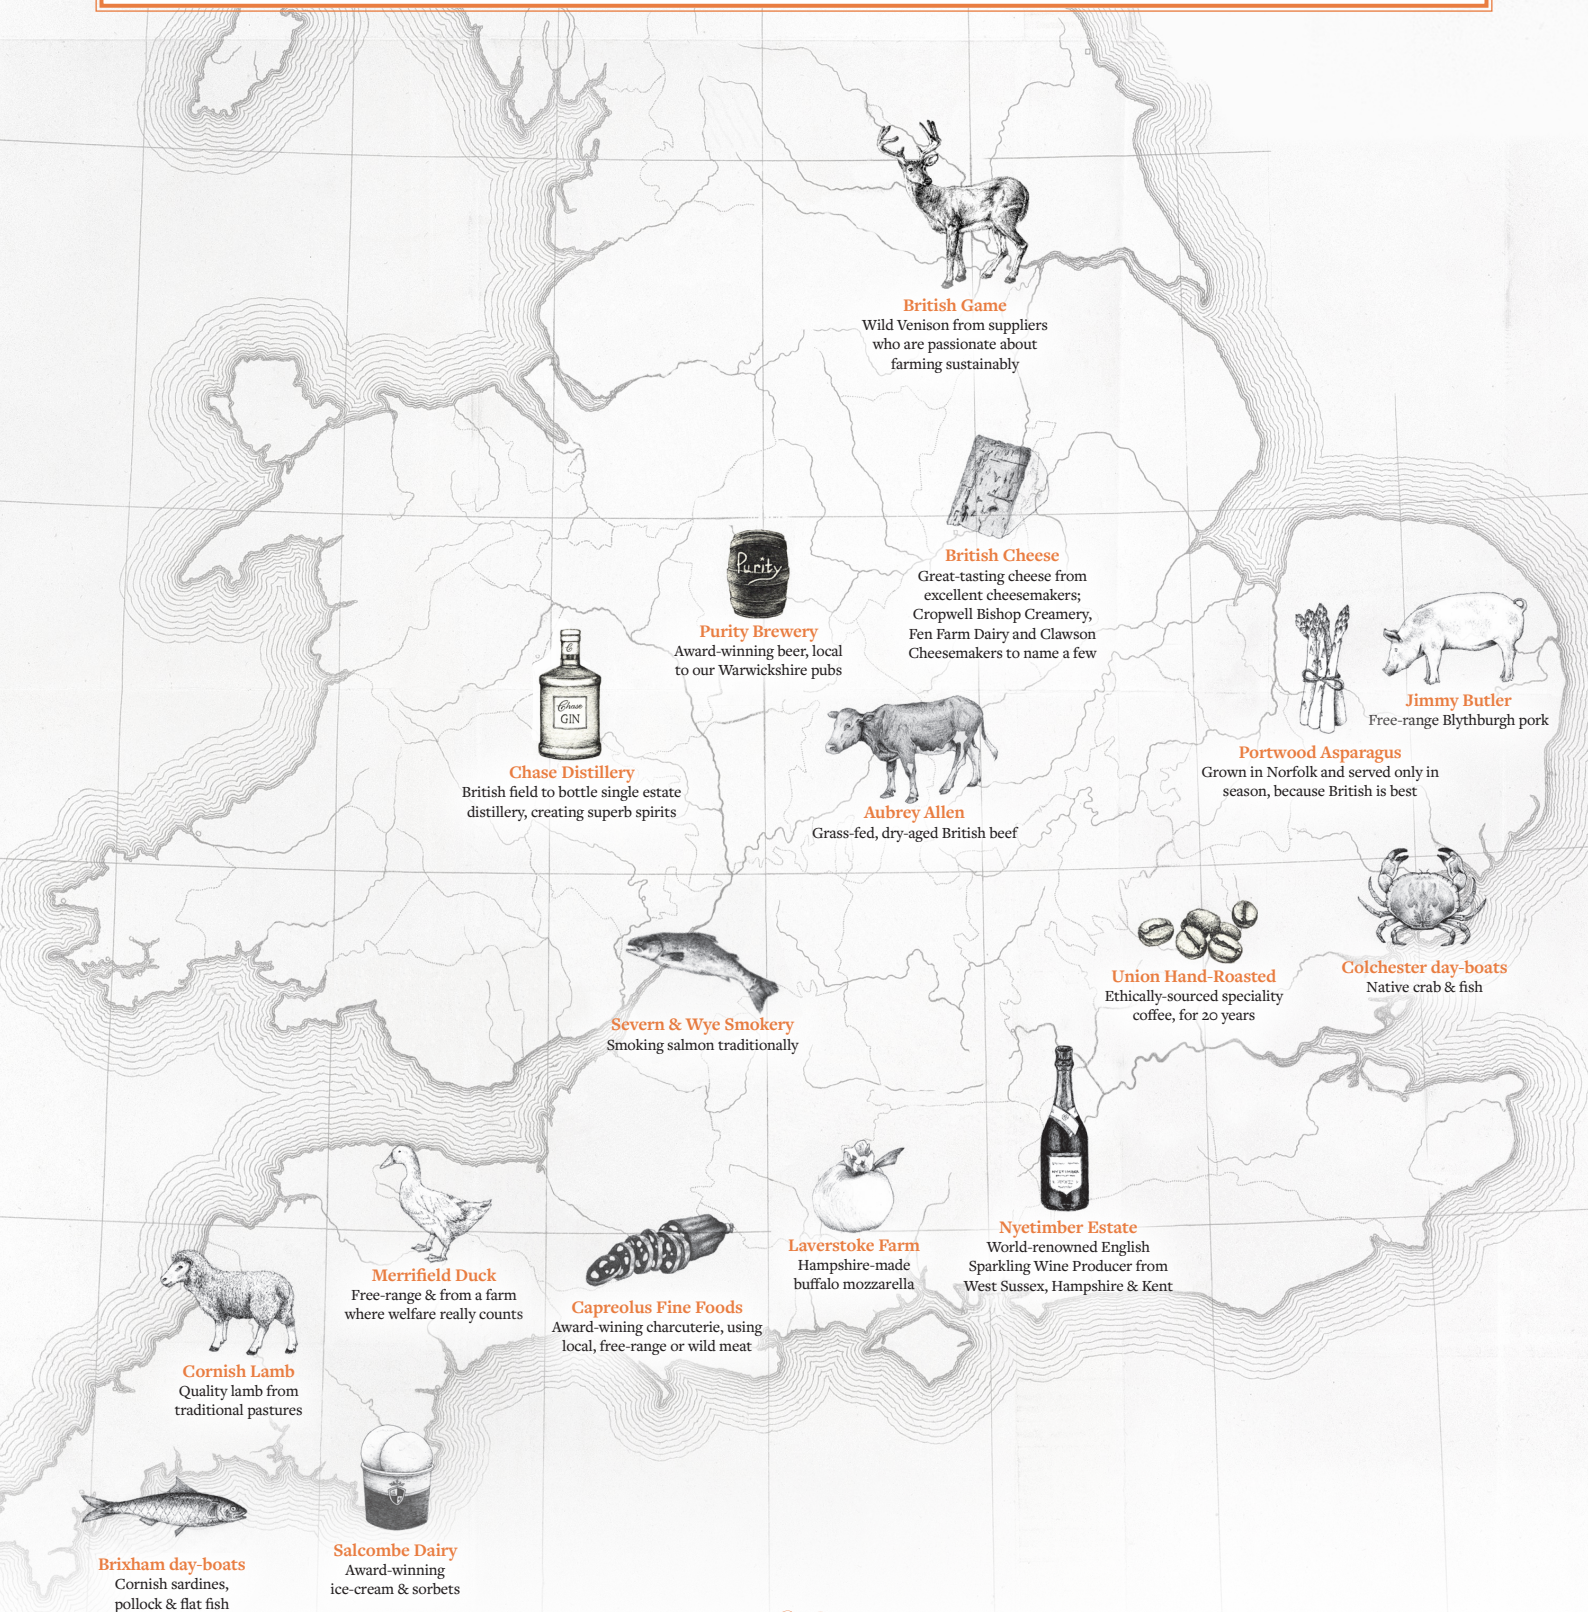 British Game
Wild Venison from suppliers
who are passionate about
farming sustainably
British Cheese
Great-tasting cheese from
excellent cheesemakers;
Cropwell Bishop Creamery,
Fen Farm Dairy and Clawson
Cheesemakers to name a few
Purity
Purity Brewery
Award-winning beer, local
to our Warwickshire pubs
Chase
GIN
Chase Distillery
British field to bottle single estate
distillery, creating superb spirits
Jimmy Butler
Free-range Blythburgh pork
Portwood Asparagus
Grown in Norfolk and served only in
season, because British is best
Aubrey Allen
Grass-fed, dry-aged British beef
Colchester day-boats
Native crab & fish
Union Hand-Roasted
Ethically-sourced speciality
coffee, for 20 years
Severn & Wye Smokery
Smoking salmon traditionally
Nyetimber Estate
World-renowned English
Sparkling Wine Producer from
West Sussex, Hampshire & Kent
Laverstoke Farm
Hampshire-made
buffalo mozzarella
Merrifield Duck
Free-range & from a farm
where welfare really counts
Capreolus Fine Foods
Award-wining charcuterie, using
local, free-range or wild meat
Cornish Lamb
Quality lamb from
traditional pastures
Salcombe Dairy
Award-winning
ice-cream & sorbets
Brixham day-boats
Cornish sardines,
pollock & flat fish